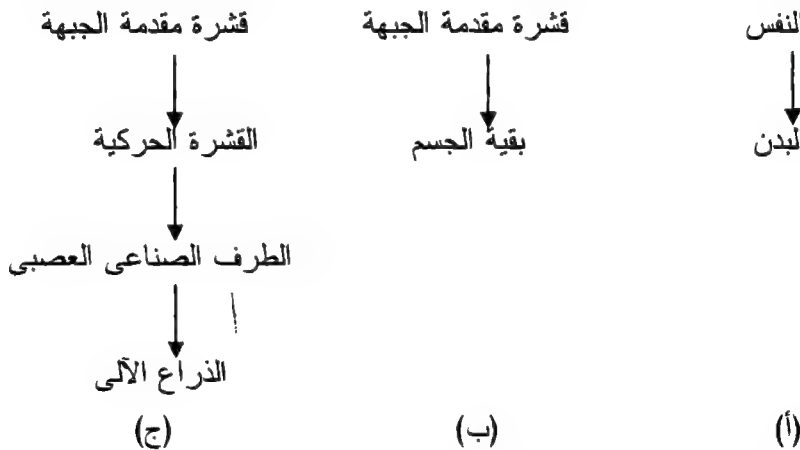 النفس
البدن
(أ)
قشرة مقدمة الجبهة
بقية الجسم
(ب)
قشرة مقدمة الجبهة
القشرة الحركية
الطرف الصناعى العصبى
الذراع الآلى
(ج)